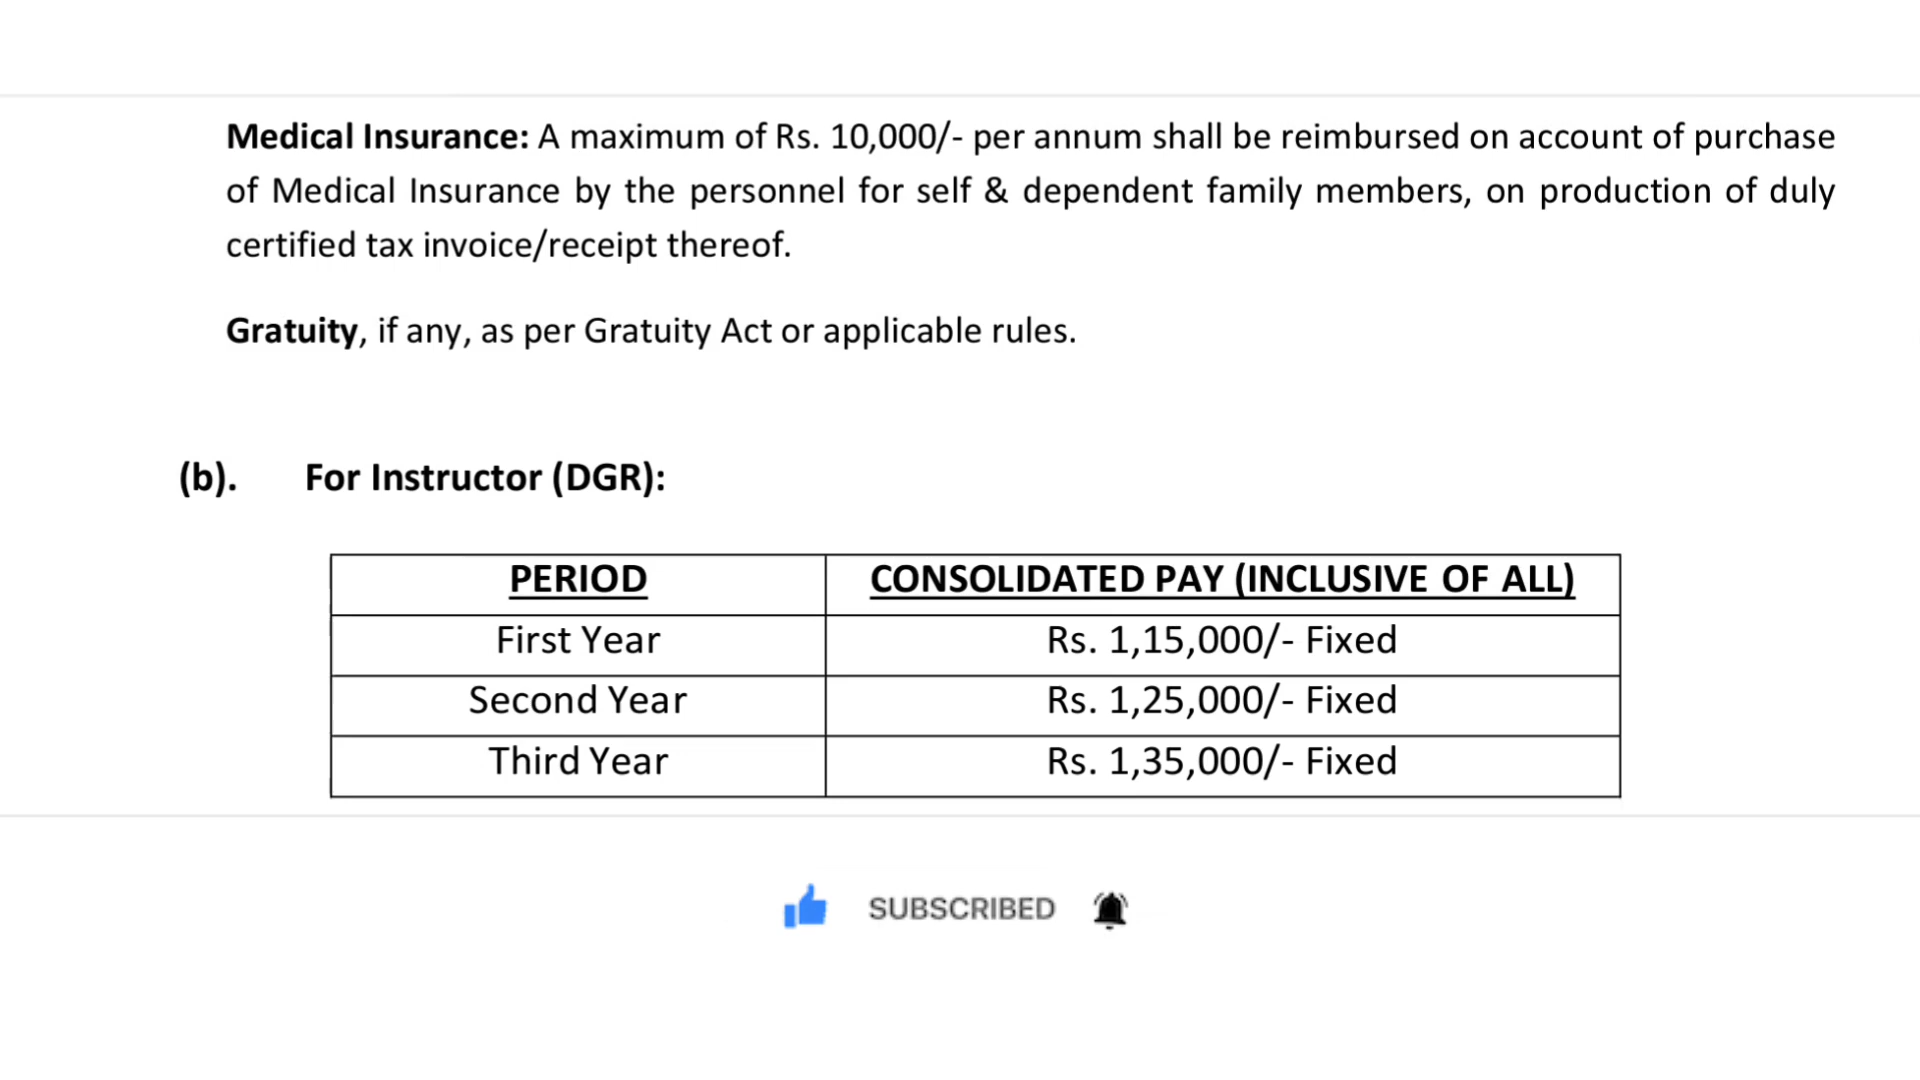 Medical Insurance: A maximum of Rs. 10,000/- per annum shall be reimbursed on account of purchase
of Medical Insurance by the personnel for self & dependent family members, on production of duly
certified tax invoice/receipt thereof.
Gratuity, if any, as per Gratuity Act or applicable rules.
(b). For Instructor (DGR):
PERIOD CONSOLIDATED PAY (INCLUSIVE OF ALL)
First Year Rs. 1,15,000/- Fixed
Second Year Rs. 1,25,000/- Fixed
Third Year Rs. 1,35,000/- Fixed
SUBSCRIBED